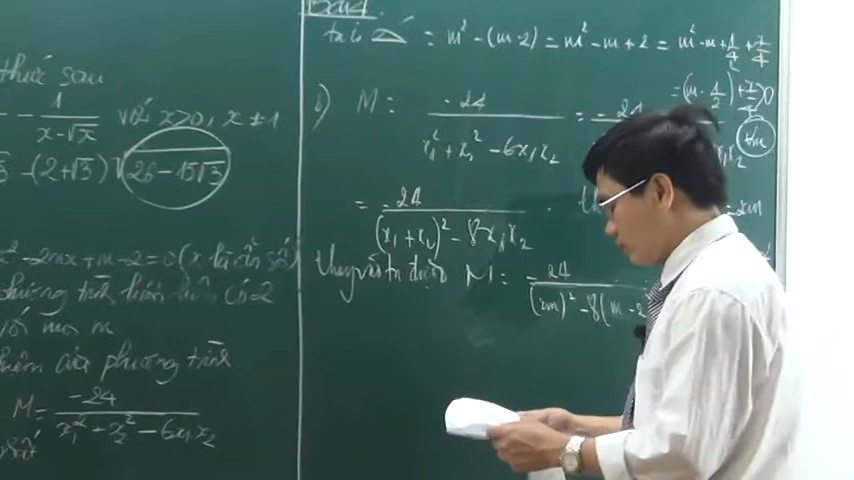 thức sau
1
x-√x với x>0, x ≠ 1
-(2+√3)√26-15√3
-2mx+m-2=0 (x là ẩn số)
phương trình luôn luôn có 2
với mọi m
của phương trình
M = -24
x₁²+x₂²-6x₁x₂
Bài 4
ta có Δ' = m²-(m-2) = m²-m+2 = m²-m+1/4+7/4
=(m-1/2)²+7/4>0
b) M = -24/(x₁²+x₂²-6x₁x₂) = -24
= -24/((x₁+x₂)²-8x₁x₂)
thay vào ta được M = -24/((2m)²-8(m-2